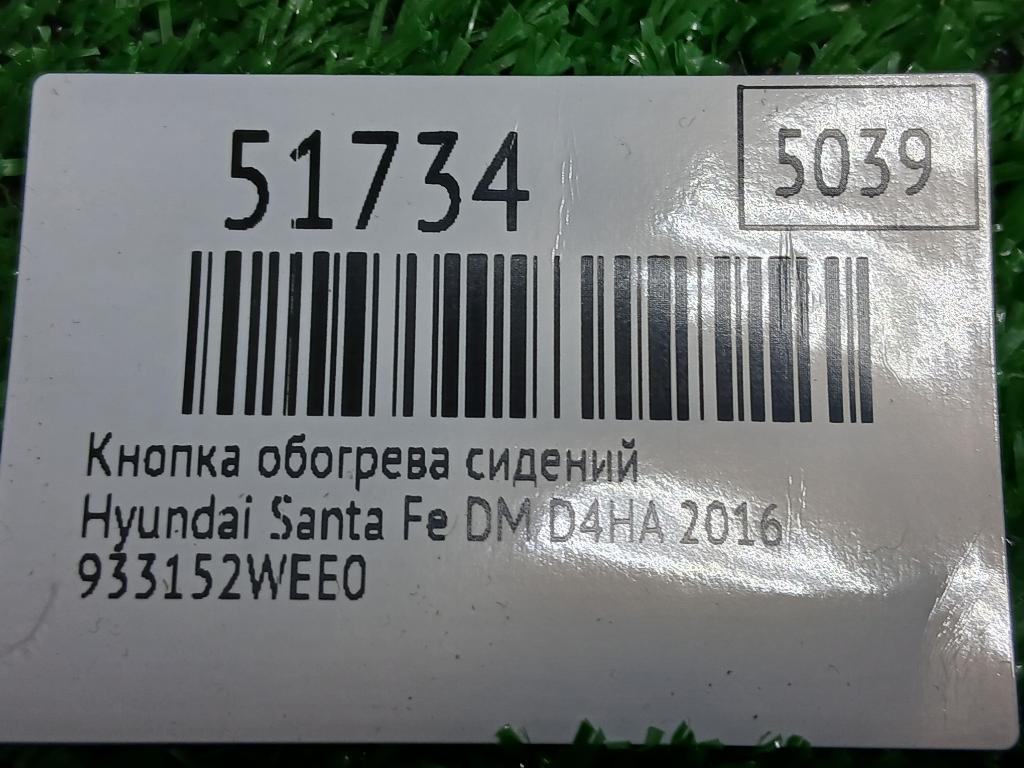 51734
5039
Кнопка обогрева сидений
Hyundai Santa Fe DM D4HA 2016
933152WEE0